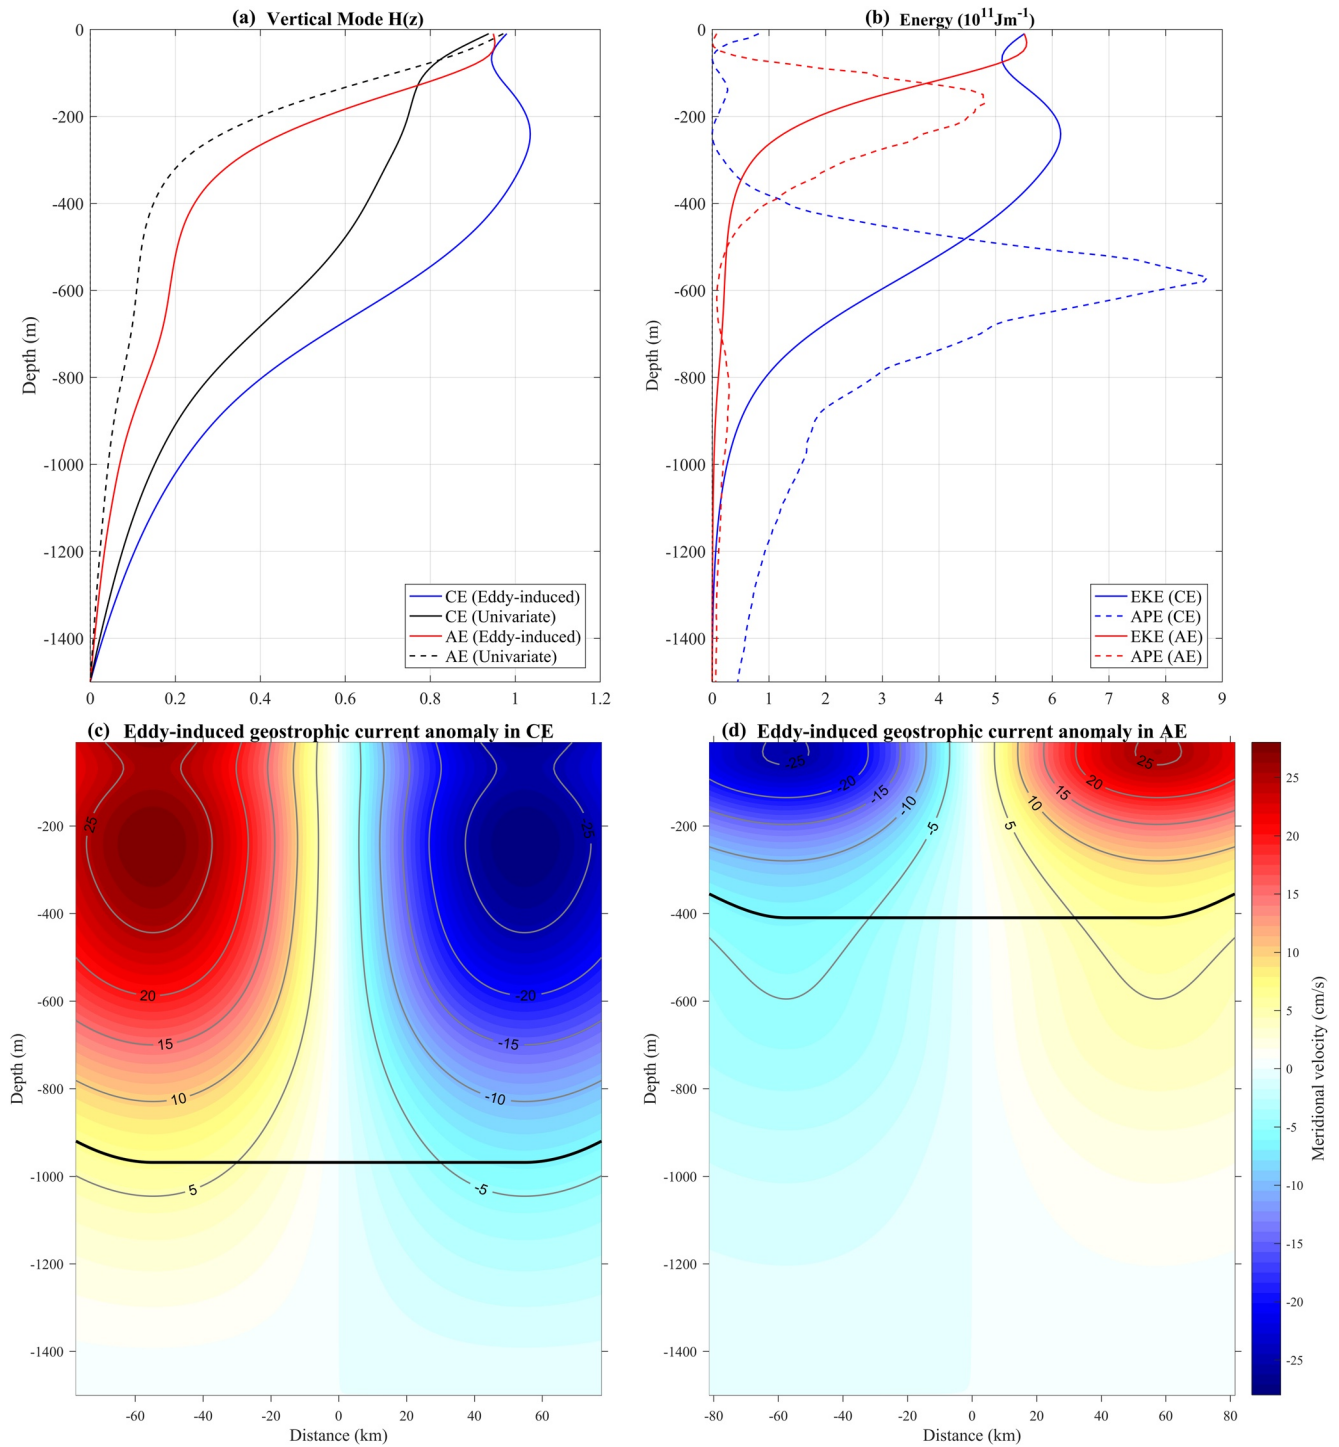 (a) Vertical Mode H(z)
0
-200
-400
-600
-800
-1000
-1200
-1400
Depth (m)
0 0.2 0.4 0.6 0.8 1 1.2
CE (Eddy-induced)
CE (Univariate)
AE (Eddy-induced)
AE (Univariate)
(b) Energy (10¹¹Jm⁻¹)
0
-200
-400
-600
-800
-1000
-1200
-1400
Depth (m)
0 1 2 3 4 5 6 7 8 9
EKE (CE)
APE (CE)
EKE (AE)
APE (AE)
(c) Eddy-induced geostrophic current anomaly in CE
-200
-400
-600
-800
-1000
-1200
-1400
Depth (m)
25 -25
20 -20
15 -15
10 -10
5 -5
-60 -40 -20 0 20 40 60
Distance (km)
(d) Eddy-induced geostrophic current anomaly in AE
-200
-400
-600
-800
-1000
-1200
-1400
Depth (m)
-25 25
-20 20
-15 15
-10 10
-5 5
-80 -60 -40 -20 0 20 40 60 80
Distance (km)
25
20
15
10
5
0
-5
-10
-15
-20
-25
Meridional velocity (cm/s)